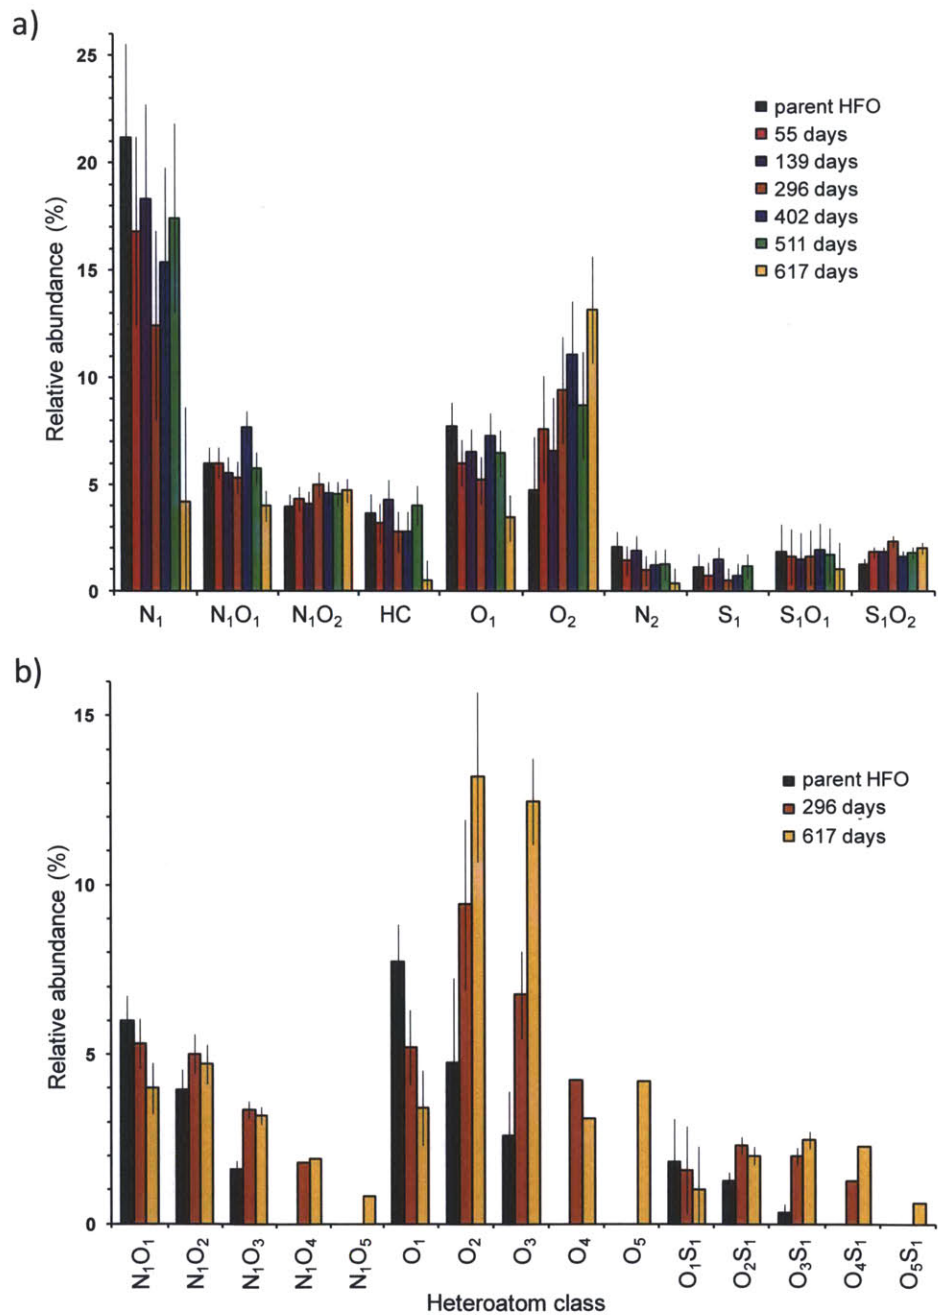 a)
25
20
15
10
5
0
Relative abundance (%)
parent HFO
55 days
139 days
296 days
402 days
511 days
617 days
N₁ N₁O₁ N₁O₂ HC O₁ O₂ N₂ S₁ S₁O₁ S₁O₂
b)
15
10
5
0
Relative abundance (%)
parent HFO
296 days
617 days
N₁O₁ N₁O₂ N₁O₃ N₁O₄ N₁O₅ O₁ O₂ O₃ O₄ O₅ O₁S₁ O₂S₁ O₃S₁ O₄S₁ O₅S₁
Heteroatom class